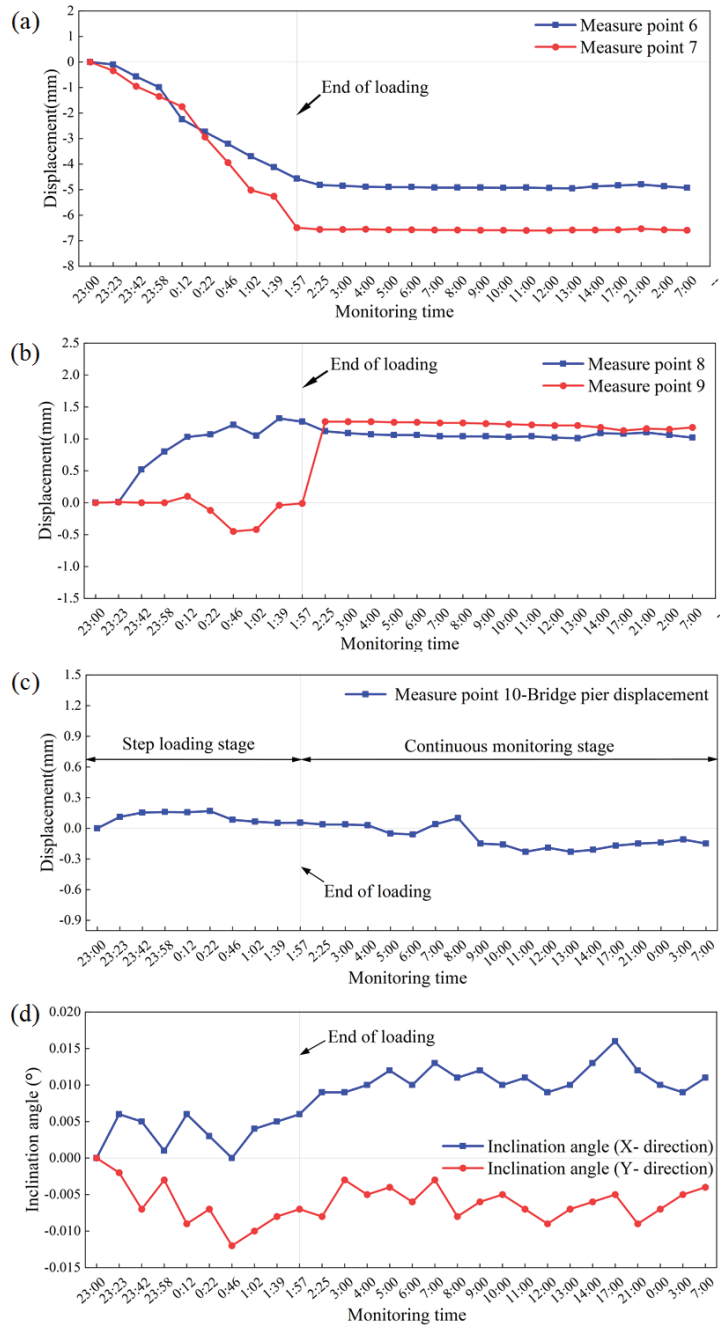 (a)
2
1
0
-1
-2
-3
-4
-5
-6
-7
-8
Displacement(mm)
Measure point 6
Measure point 7
End of loading
23:00 23:23 23:42 23:58 0:12 0:22 0:46 1:02 1:39 1:57 2:25 3:00 4:00 5:00 6:00 7:00 8:00 9:00 10:00 11:00 12:00 13:00 14:00 17:00 21:00 2:00 7:00 --
Monitoring time
(b)
2.5
2.0
1.5
1.0
0.5
0.0
-0.5
-1.0
-1.5
Displacement(mm)
End of loading
Measure point 8
Measure point 9
23:00 23:23 23:42 23:58 0:12 0:22 0:46 1:02 1:39 1:57 2:25 3:00 4:00 5:00 6:00 7:00 8:00 9:00 10:00 11:00 12:00 13:00 14:00 17:00 21:00 2:00 7:00
Monitoring time
(c)
1.5
1.2
0.9
0.6
0.3
0.0
-0.3
-0.6
-0.9
Displacement(mm)
Measure point 10-Bridge pier displacement
Step loading stage
Continuous monitoring stage
End of loading
23:00 23:23 23:42 23:58 0:12 0:22 0:46 1:02 1:39 1:57 2:25 3:00 4:00 5:00 6:00 7:00 8:00 9:00 10:00 11:00 12:00 13:00 14:00 17:00 21:00 0:00 3:00 7:00
Monitoring time
(d)
0.020
0.015
0.010
0.005
0.000
-0.005
-0.010
-0.015
Inclination angle (°)
End of loading
Inclination angle (X- direction)
Inclination angle (Y- direction)
23:00 23:23 23:42 23:58 0:12 0:22 0:46 1:02 1:39 1:57 2:25 3:00 4:00 5:00 6:00 7:00 8:00 9:00 10:00 11:00 12:00 13:00 14:00 17:00 21:00 0:00 3:00 7:00
Monitoring time